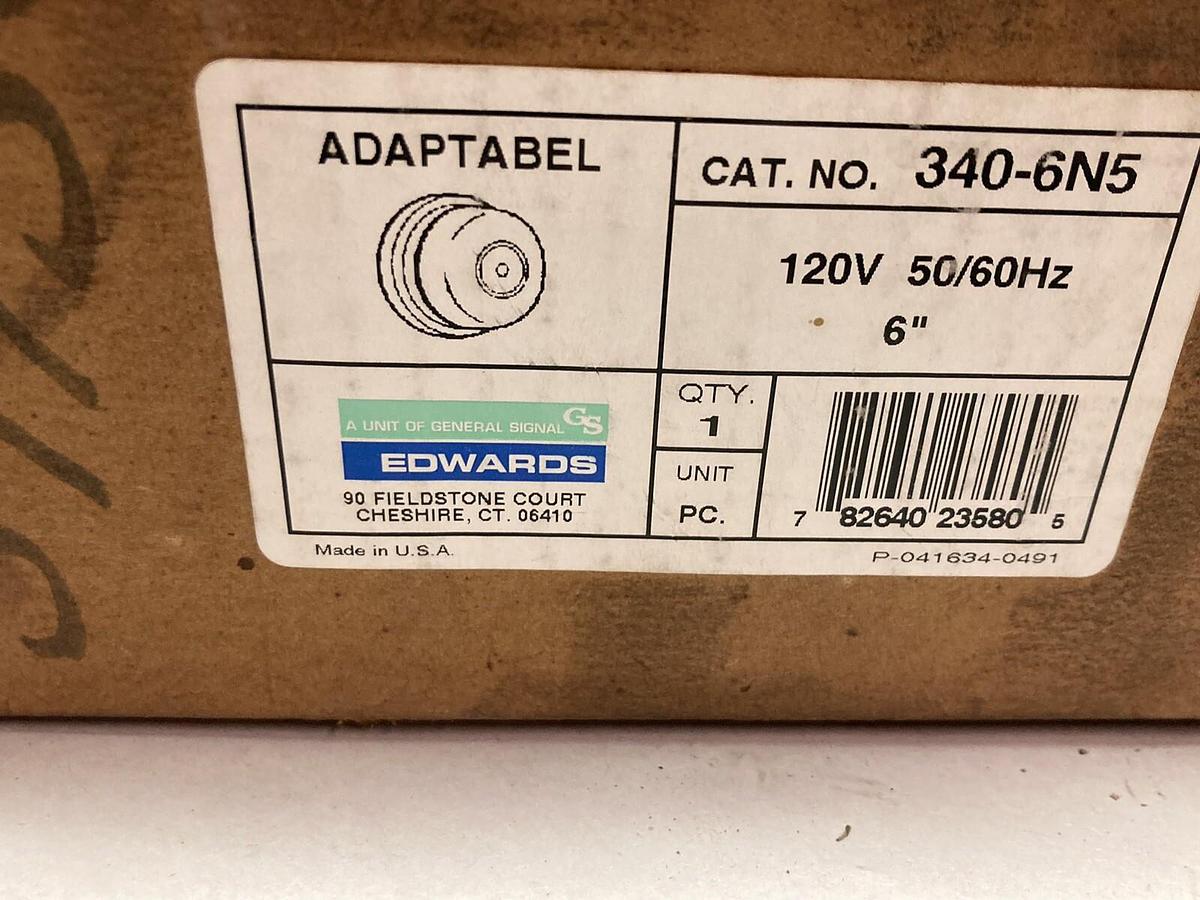 ADAPTABEL
CAT. NO. 340-6N5
120V 50/60Hz
6"
A UNIT OF GENERAL SIGNAL GS
EDWARDS
90 FIELDSTONE COURT
CHESHIRE, CT. 06410
QTY.
1
UNIT
PC.
7 82640 23580 5
Made in U.S.A.
P-041634-0491